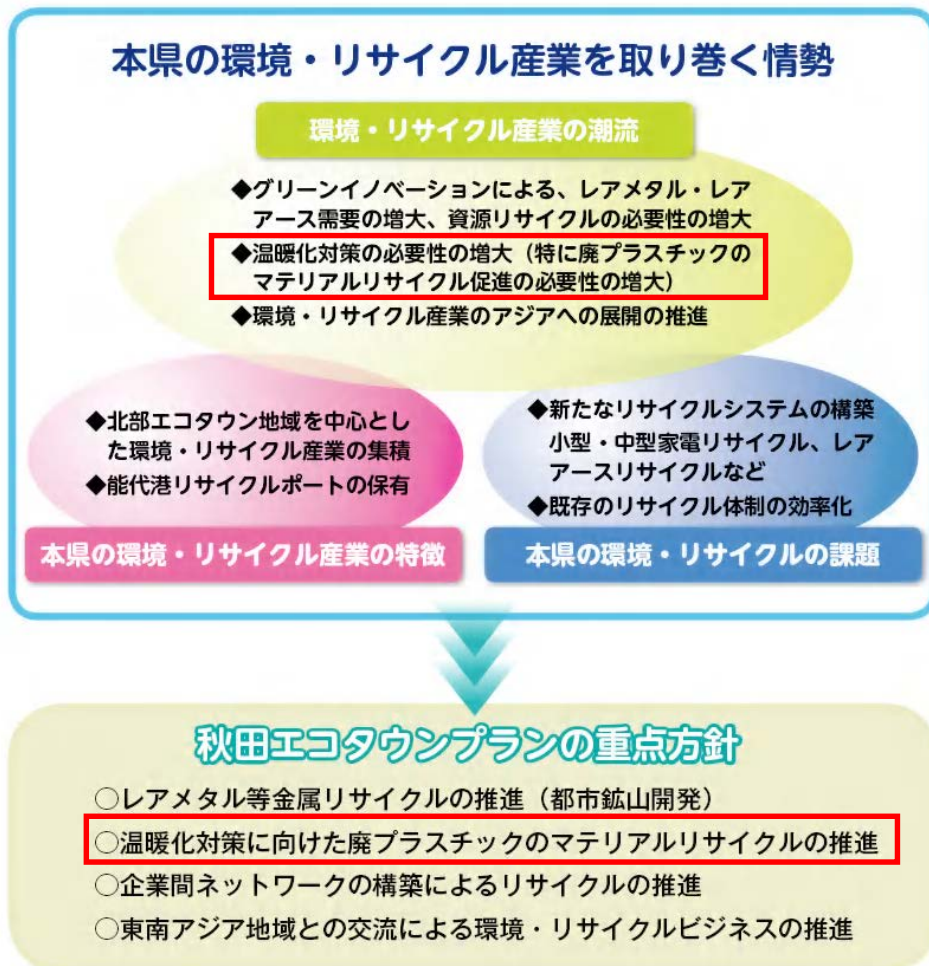 本県の環境・リサイクル産業を取り巻く情勢
環境・リサイクル産業の潮流
◆グリーンイノベーションによる、レアメタル・レア
アース需要の増大、資源リサイクルの必要性の増大
◆温暖化対策の必要性の増大（特に廃プラスチックの
マテリアルリサイクル促進の必要性の増大）
◆環境・リサイクル産業のアジアへの展開の推進
◆北部エコタウン地域を中心とし
た環境・リサイクル産業の集積
◆能代港リサイクルポートの保有
本県の環境・リサイクル産業の特徴
◆新たなリサイクルシステムの構築
小型・中型家電リサイクル、レア
アースリサイクルなど
◆既存のリサイクル体制の効率化
本県の環境・リサイクルの課題
秋田エコタウンプランの重点方針
○レアメタル等金属リサイクルの推進（都市鉱山開発）
○温暖化対策に向けた廃プラスチックのマテリアルリサイクルの推進
○企業間ネットワークの構築によるリサイクルの推進
○東南アジア地域との交流による環境・リサイクルビジネスの推進